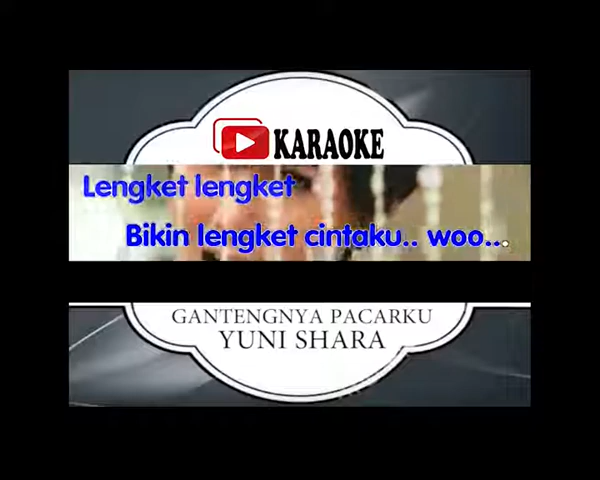 KARAOKE
Lengket lengket
Bikin lengket cintaku.. woo...
GANTENGNYA PACARKU
YUNI SHARA